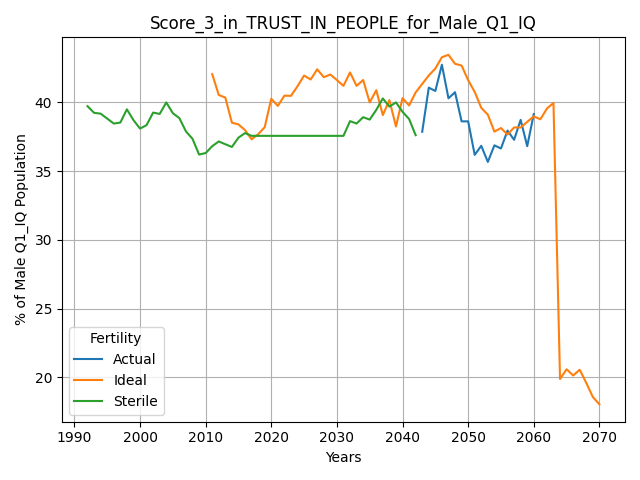 Score_3_in_TRUST_IN_PEOPLE_for_Male_Q1_IQ
% of Male Q1_IQ Population
40
35
30
25
20
Fertility
Actual
Ideal
Sterile
1990 2000 2010 2020 2030 2040 2050 2060 2070
Years